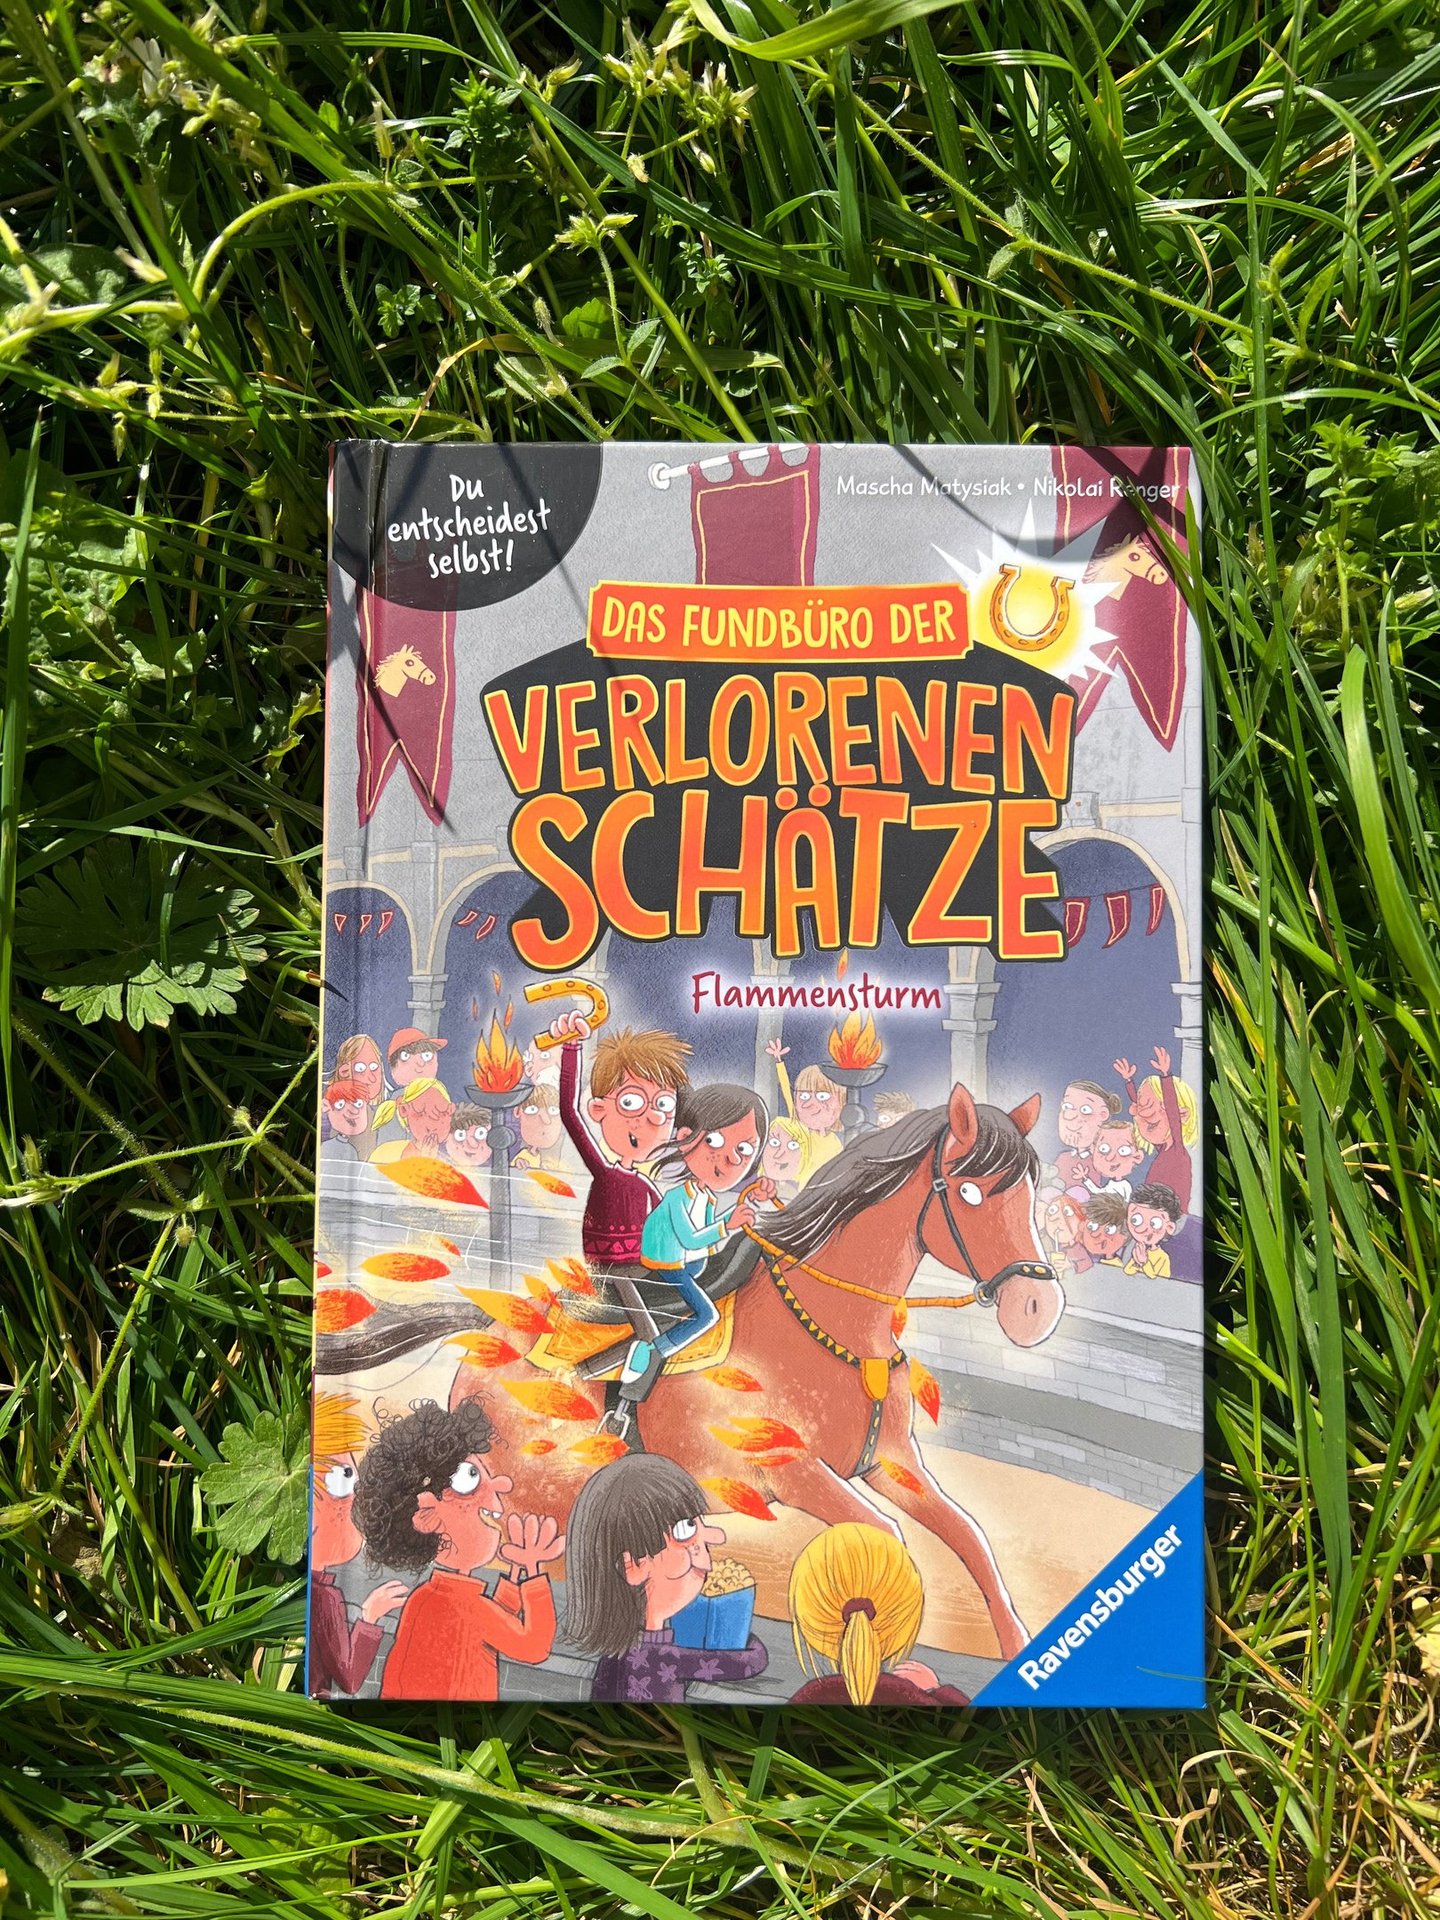 Du
entscheidest
selbst!
Mascha Matysiak • Nikolai Renger
DAS FUNDBÜRO DER
VERLORENEN
SCHÄTZE
Flammensturm
Ravensburger